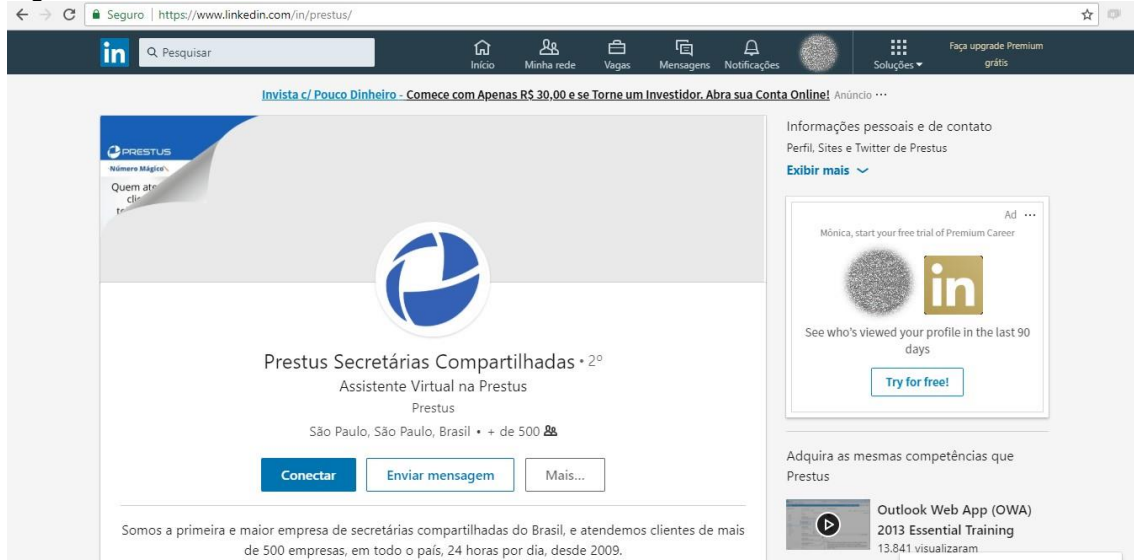 Seguro | https://www.linkedin.com/in/prestus/
in
Pesquisar
Início
Minha rede
Vagas
Mensagens
Notificações
Soluções
Faça upgrade Premium
grátis
Invista c/ Pouco Dinheiro - Comece com Apenas R$ 30,00 e se Torne um Investidor. Abra sua Conta Online! Anúncio ...
PRESTUS
Número Mágico
Quem
Prestus Secretárias Compartilhadas • 2º
Assistente Virtual na Prestus
Prestus
São Paulo, São Paulo, Brasil • + de 500
Conectar
Enviar mensagem
Mais...
Somos a primeira e maior empresa de secretárias compartilhadas do Brasil, e atendemos clientes de mais
de 500 empresas, em todo o país, 24 horas por dia, desde 2009.
Informações pessoais e de contato
Perfil, Sites e Twitter de Prestus
Exibir mais
Ad ...
Mônica, start your free trial of Premium Career
in
See who's viewed your profile in the last 90
days
Try for free!
Adquira as mesmas competências que
Prestus
Outlook Web App (OWA)
2013 Essential Training
13.841 visualizaram